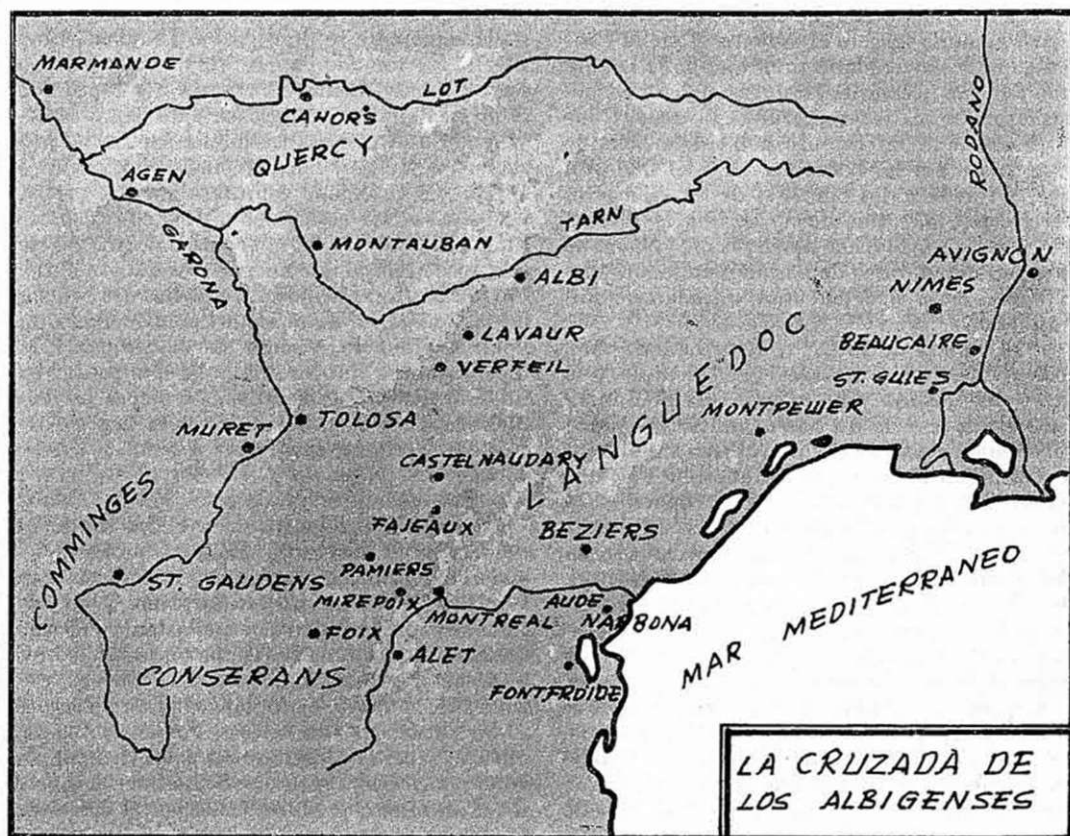 MARMANDE
LOT
CAHORS
QUERCY
RODANO
AGEN
TARN
GARONA
MONTAUBAN
ALBI
AVIGNON
NIMES
LAVAUR
BEAUCAIRE
VERFEIL
ST. GUIES
LANGUEDOC
MONTPELLIER
TOLOSA
MURET
CASTELNAUDARY
FAJEAUX
BEZIERS
COMMINGES
PAMIERS
ST. GAUDENS
MIREPOIX
AUDE
MONTREAL
NARBONA
FOIX
ALET
CONSERANS
FONTFROIDE
MAR MEDITERRANEO
LA CRUZADA DE
LOS ALBIGENSES